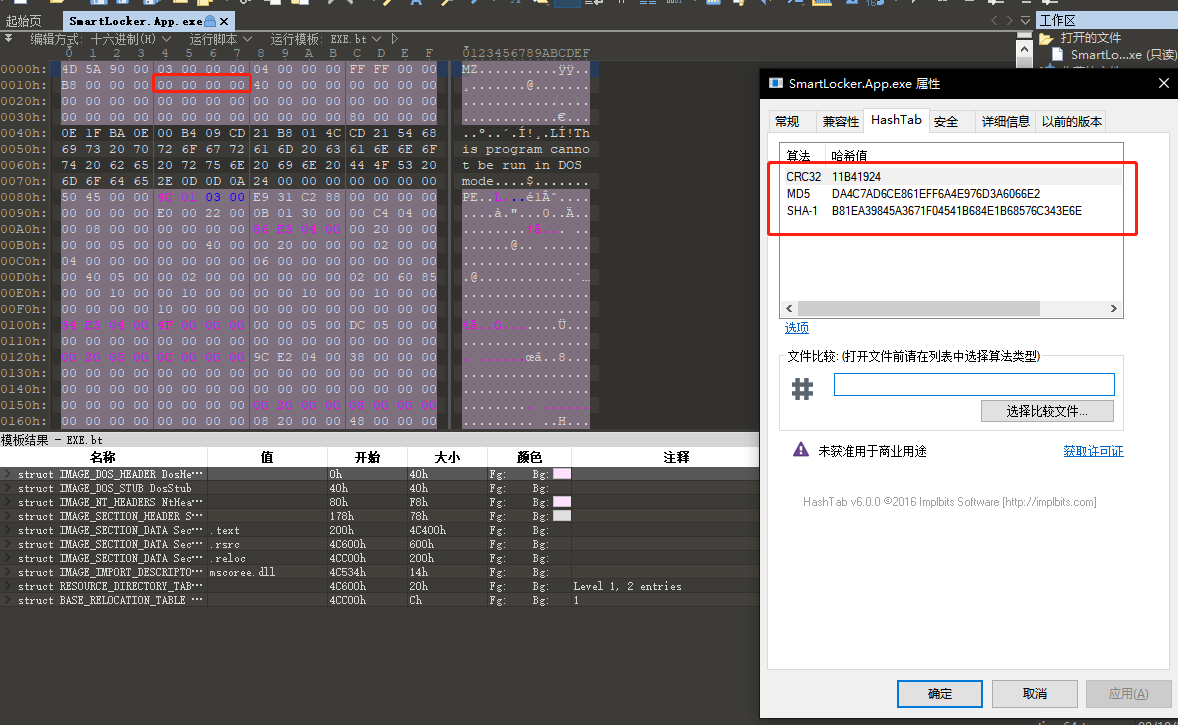 起始页 SmartLocker.App.exe
编辑方式: 十六进制(H) 运行脚本 运行模板: EXE.bt
0 1 2 3 4 5 6 7 8 9 A B C D E F 0123456789ABCDEF
0000h: 4D 5A 90 00 03 00 00 00 04 00 00 00 FF FF 00 00 MZ..........ÿÿ..
0010h: B8 00 00 00 00 00 00 00 40 00 00 00 00 00 00 00 ¸.......@.......
0020h: 00 00 00 00 00 00 00 00 00 00 00 00 00 00 00 00 ................
0030h: 00 00 00 00 00 00 00 00 00 00 00 00 80 00 00 00 ............€...
0040h: 0E 1F BA 0E 00 B4 09 CD 21 B8 01 4C CD 21 54 68 ..º..´.Í!¸.LÍ!Th
0050h: 69 73 20 70 72 6F 67 72 61 6D 20 63 61 6E 6E 6F is program canno
0060h: 74 20 62 65 20 72 75 6E 20 69 6E 20 44 4F 53 20 t be run in DOS
0070h: 6D 6F 64 65 2E 0D 0D 0A 24 00 00 00 00 00 00 00 mode....$.......
0080h: 50 45 00 00 4C 01 03 00 E9 31 C2 88 00 00 00 00 PE..L...é1Âˆ....
0090h: 00 00 00 00 E0 00 22 00 0B 01 30 00 00 C4 04 00 ....à."...0..Ä..
00A0h: 00 08 00 00 00 00 00 00 E3 04 00 00 20 00 00
00B0h: 00 00 05 00 00 00 40 00 00 20 00 00 00 02 00 00 ......@.. ......
00C0h: 04 00 00 00 00 00 00 00 06 00 00 00 00 00 00 00 ................
00D0h: 00 40 05 00 00 02 00 00 00 00 00 00 02 00 60 85 .@............`…
00E0h: 00 00 10 00 00 10 00 00 00 00 10 00 00 10 00 00 ................
00F0h: 00 00 00 00 10 00 00 00 00 00 00 00 00 00 00 00 ................
0100h: E3 04 00 4F 00 00 00 00 00 05 00 DC 05 00 00
0110h: 00 00 00 00 00 00 00 00 00 00 00 00 00 00 00 00 ................
0120h: 00 20 05 00 0C 00 00 00 9C E2 04 00 38 00 00 00 . ......œâ..8...
0130h: 00 00 00 00 00 00 00 00 00 00 00 00 00 00 00 00 ................
0140h: 00 00 00 00 00 00 00 00 00 00 00 00 00 00 00 00 ................
0150h: 00 00 00 00 00 00 00 00 00 20 00 00 08 00 00 00 ......... ......
0160h: 00 00 00 00 00 00 00 00 08 20 00 00 48 00 00 00 ......... ..H...
模板结果 - EXE.bt
名称 值 开始 大小 颜色 注释
struct IMAGE_DOS_HEADER DosHe··· 0h 40h Fg: Bg:
struct IMAGE_DOS_STUB DosStub 40h 40h Fg: Bg:
struct IMAGE_NT_HEADERS NtHea··· 80h F8h Fg: Bg:
struct IMAGE_SECTION_HEADER S··· 178h 78h Fg: Bg:
struct IMAGE_SECTION_DATA Sec··· .text 200h 4C400h Fg: Bg:
struct IMAGE_SECTION_DATA Sec··· .rsrc 4C600h 600h Fg: Bg:
struct IMAGE_SECTION_DATA Sec··· .reloc 4CC00h 200h Fg: Bg:
struct IMAGE_IMPORT_DESCRIPTO··· mscoree.dll 4C534h 14h Fg: Bg:
struct RESOURCE_DIRECTORY_TAB··· 4C600h 20h Fg: Bg: Level 1, 2 entries
struct BASE_RELOCATION_TABLE ··· 4CC00h Ch Fg: Bg: 1
工作区
打开的文件
SmartLo...xe (只读)
SmartLocker.App.exe 属性
常规 兼容性 HashTab 安全 详细信息 以前的版本
算法 哈希值
CRC32 11B41924
MD5 DA4C7AD6CE861EFF6A4E976D3A6066E2
SHA-1 B81EA39845A3671F04541B684E1B68576C343E6E
选项
文件比较: (打开文件前请在列表中选择算法类型)
选择比较文件...
未获准用于商业用途 获取许可证
HashTab v6.0.0 ©2016 Implbits Software [http://implbits.com]
确定 取消 应用(A)